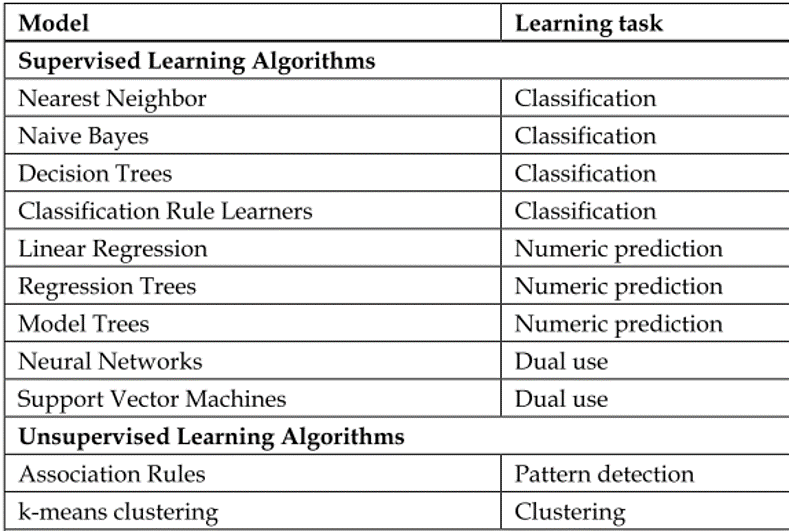 Model Learning task
Supervised Learning Algorithms
Nearest Neighbor Classification
Naive Bayes Classification
Decision Trees Classification
Classification Rule Learners Classification
Linear Regression Numeric prediction
Regression Trees Numeric prediction
Model Trees Numeric prediction
Neural Networks Dual use
Support Vector Machines Dual use
Unsupervised Learning Algorithms
Association Rules Pattern detection
k-means clustering Clustering